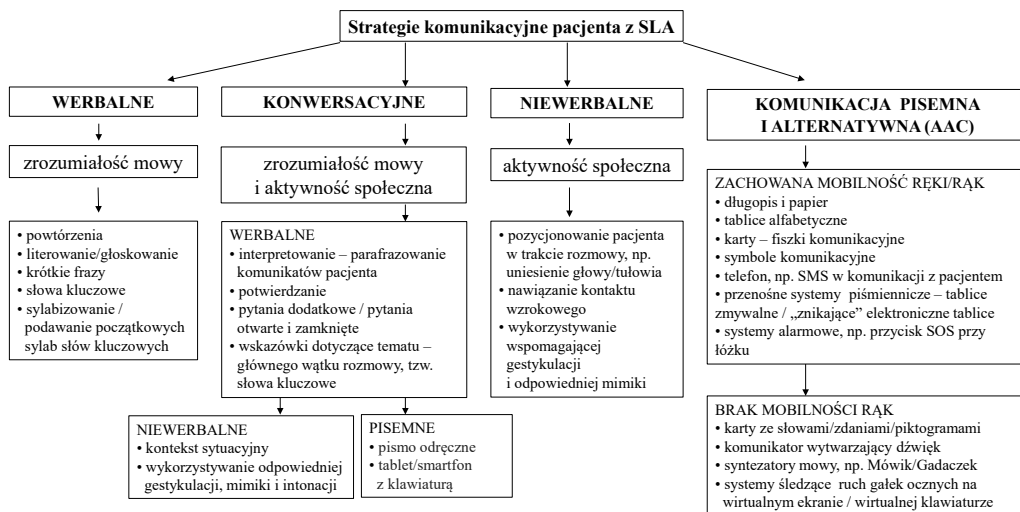 Strategie komunikacyjne pacjenta z SLA
WERBALNE
zrozumiałość mowy
• powtórzenia
• literowanie/głoskowanie
• krótkie frazy
• słowa kluczowe
• sylabizowanie /
podawanie początkowych
sylab słów kluczowych
KONWERSACYJNE
zrozumiałość mowy
i aktywność społeczna
WERBALNE
• interpretowanie – parafrazowanie
komunikatów pacjenta
• potwierdzanie
• pytania dodatkowe / pytania
otwarte i zamknięte
• wskazówki dotyczące tematu –
głównego wątku rozmowy, tzw.
słowa kluczowe
NIEWERBALNE
• kontekst sytuacyjny
• wykorzystywanie odpowiedniej
gestykulacji, mimiki i intonacji
PISEMNE
• pismo odręczne
• tablet/smartfon
z klawiaturą
NIEWERBALNE
aktywność społeczna
• pozycjonowanie pacjenta
w trakcie rozmowy, np.
uniesienie głowy/tułowia
• nawiązanie kontaktu
wzrokowego
• wykorzystywanie
wspomagającej
gestykulacji
i odpowiedniej mimiki
KOMUNIKACJA PISEMNA
I ALTERNATYWNA (AAC)
ZACHOWANA MOBILNOŚĆ RĘKI/RĄK
• długopis i papier
• tablice alfabetyczne
• karty – fiszki komunikacyjne
• symbole komunikacyjne
• telefon, np. SMS w komunikacji z pacjentem
• przenośne systemy piśmiennicze – tablice
zmywalne / „znikające” elektroniczne tablice
• systemy alarmowe, np. przycisk SOS przy
łóżku
BRAK MOBILNOŚCI RĄK
• karty ze słowami/zdaniami/piktogramami
• komunikator wytwarzający dźwięk
• syntezatory mowy, np. Mówik/Gadaczek
• systemy śledzące ruch gałek ocznych na
wirtualnym ekranie / wirtualnej klawiaturze